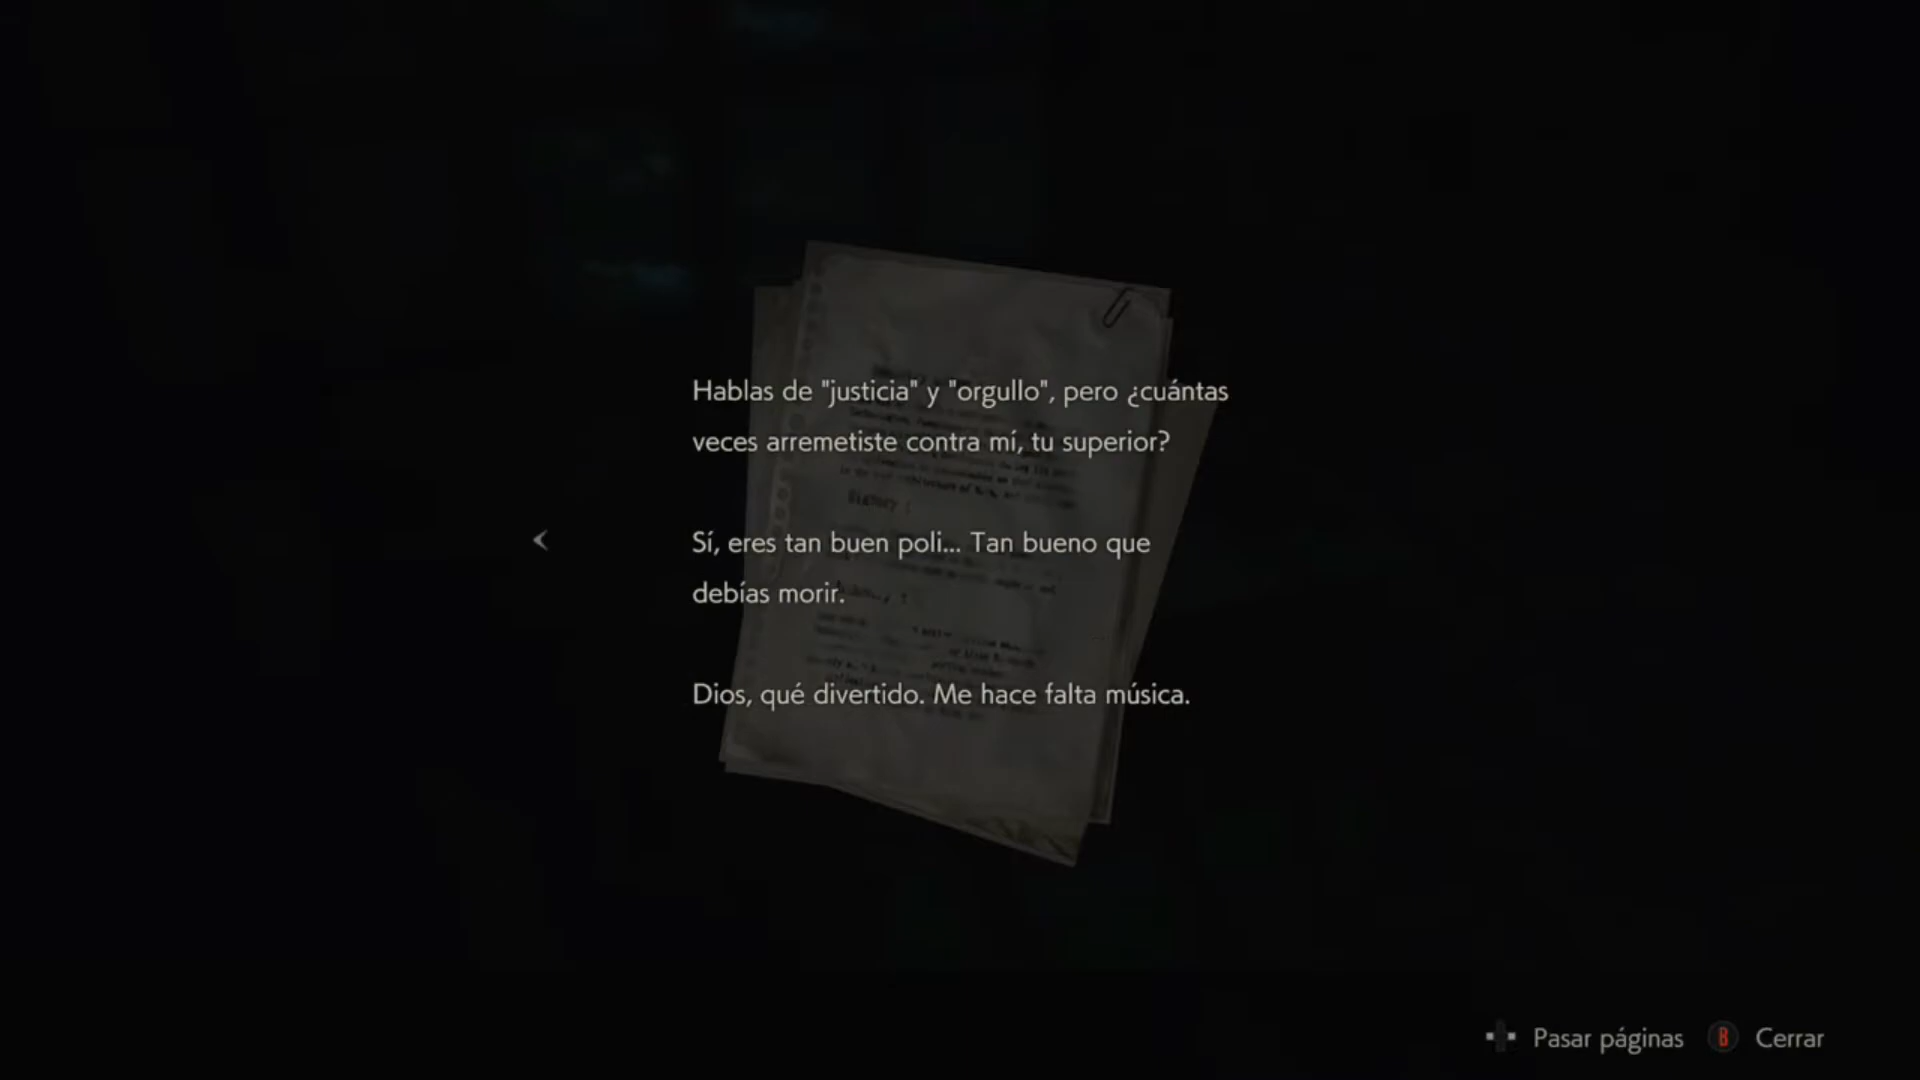 Hablas de "justicia" y "orgullo", pero ¿cuántas
veces arremetiste contra mí, tu superior?
Sí, eres tan buen poli... Tan bueno que
debías morir.
Dios, qué divertido. Me hace falta música.
Pasar páginas B Cerrar